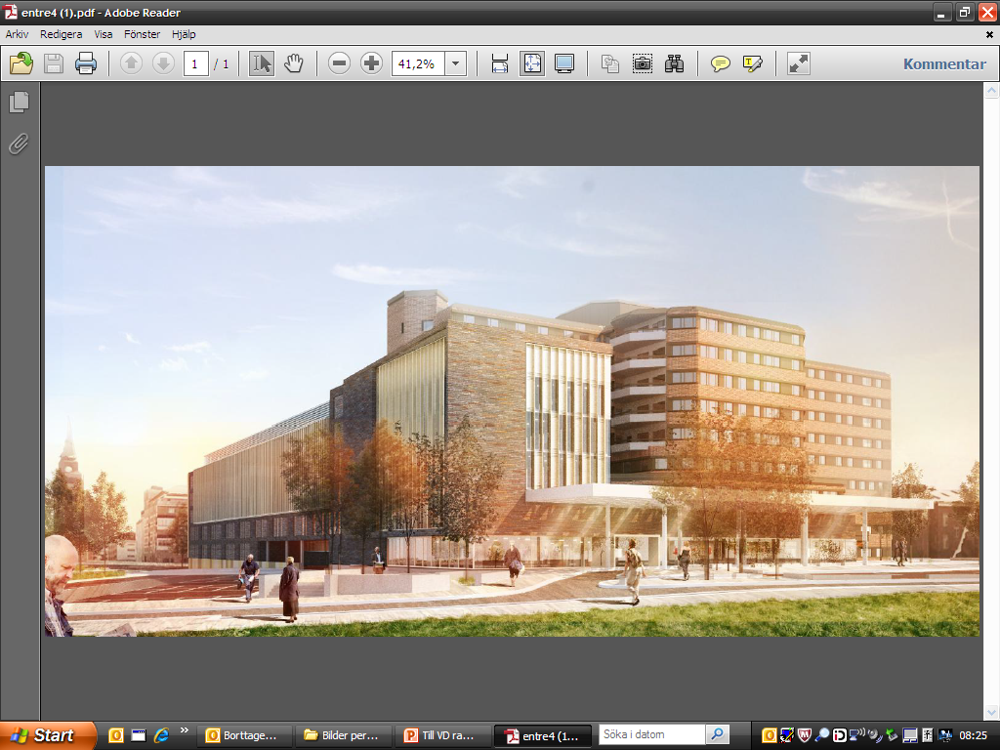 entre4 (1).pdf - Adobe Reader
Arkiv Redigera Visa Fönster Hjälp
1 / 1 41,2% Kommentar
Start Borttage... Bilder per... Till VD ra... entre4 (1... Söka i datorn 08:25